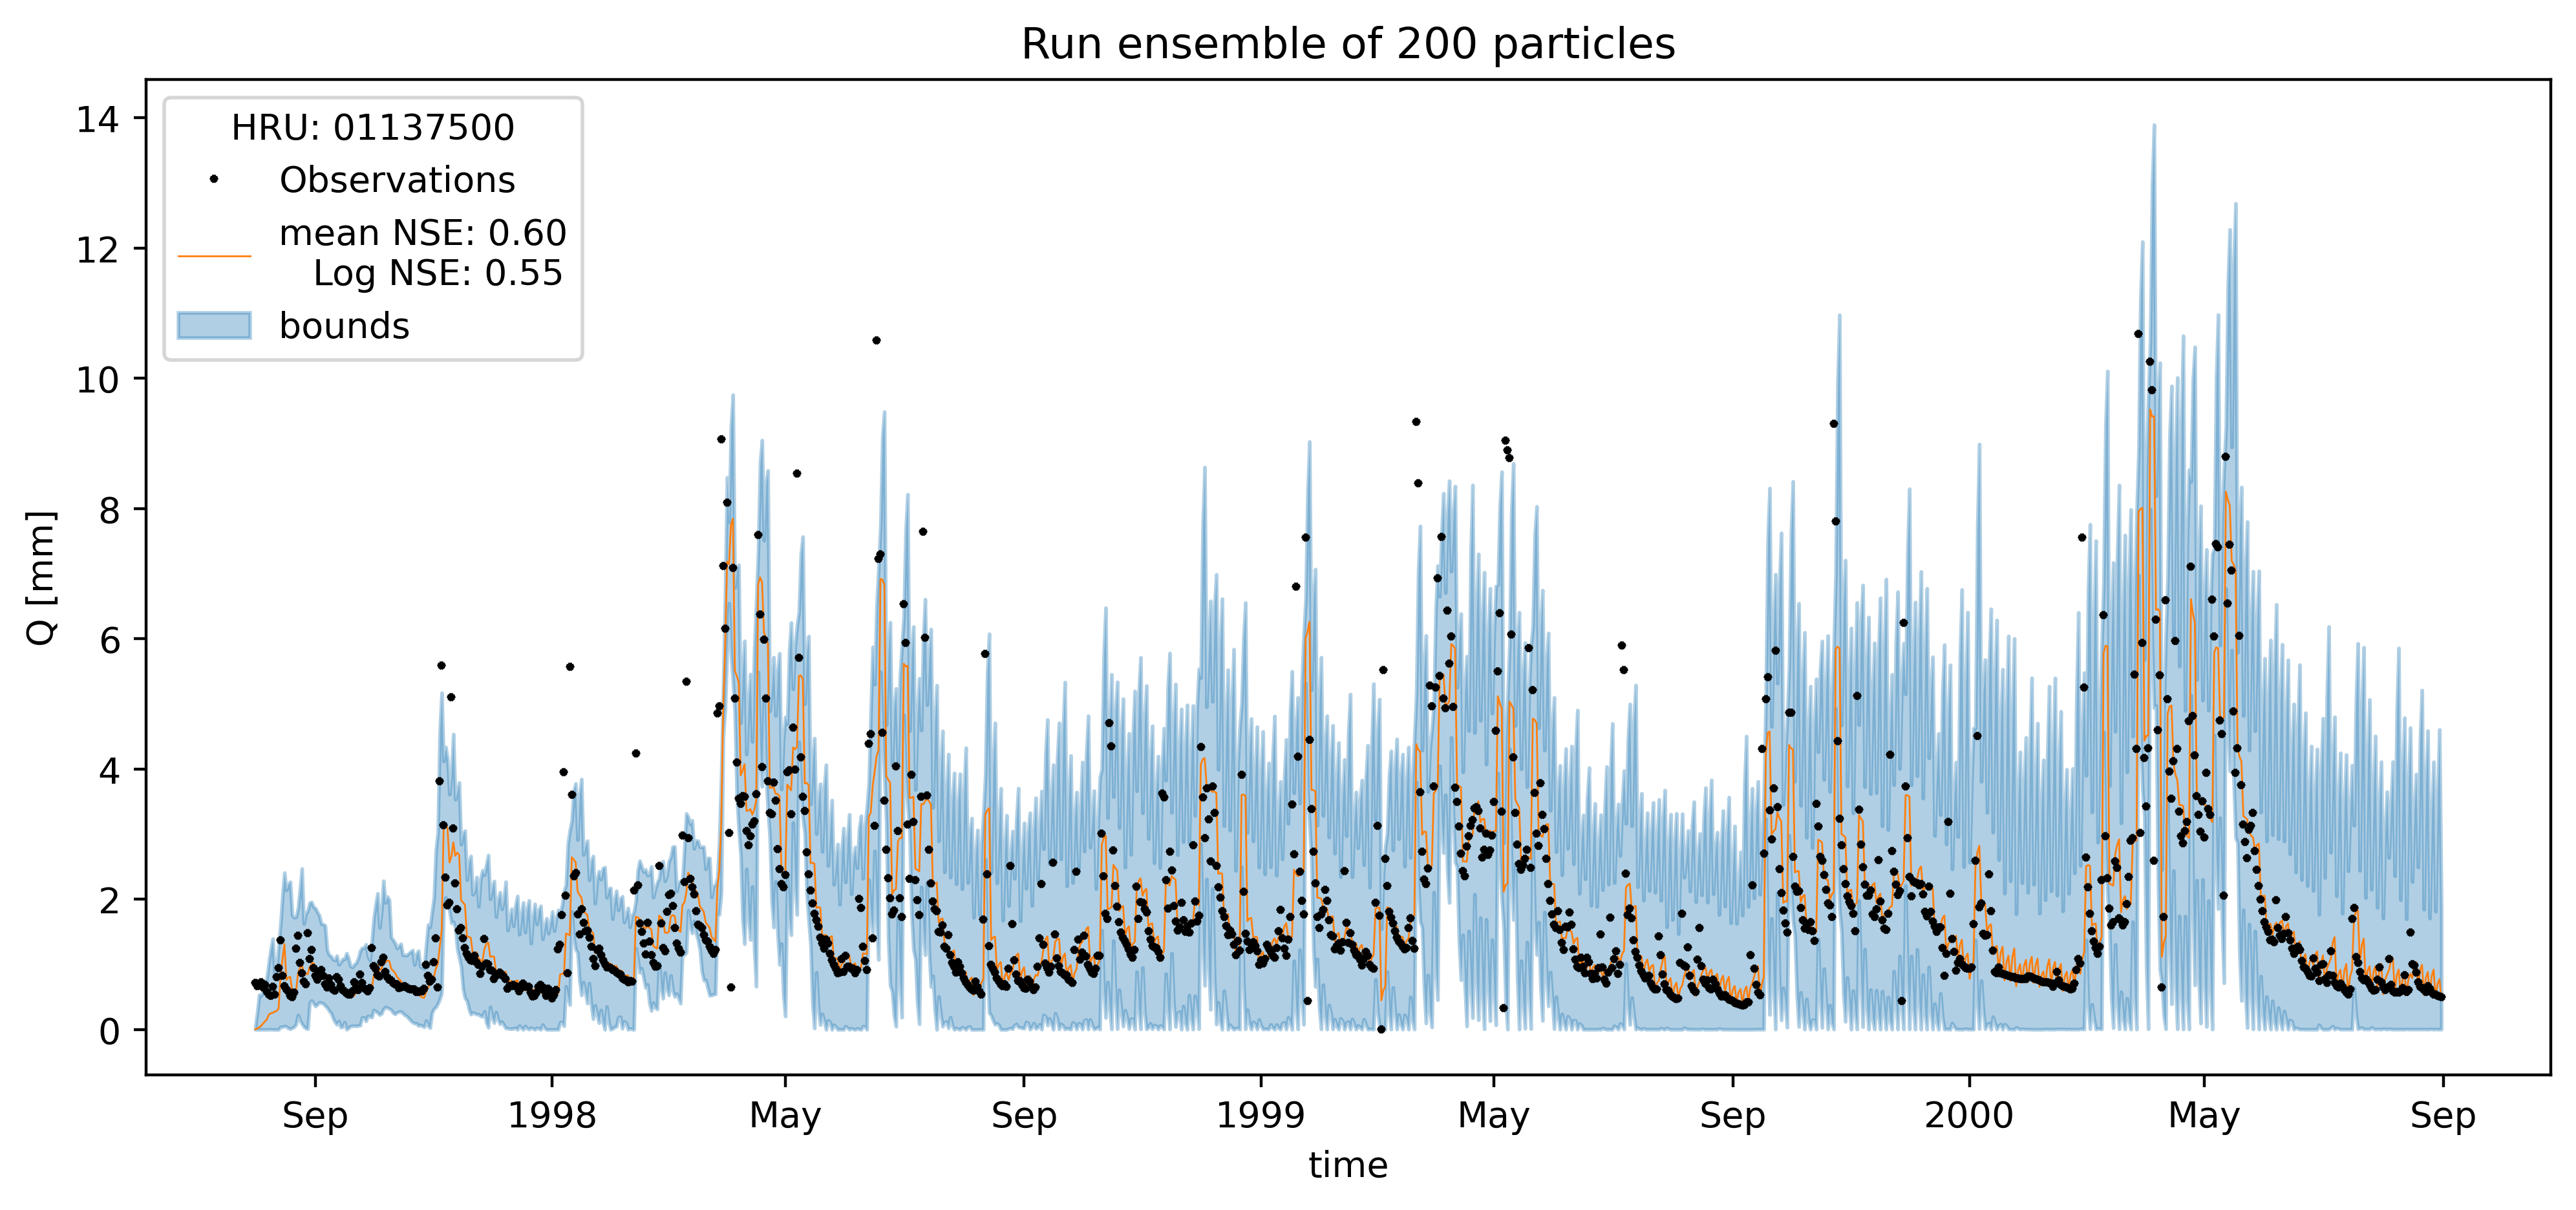 Run ensemble of 200 particles
HRU: 01137500
Observations
mean NSE: 0.60
Log NSE: 0.55
bounds
Q [mm]
14
12
10
8
6
4
2
0
Sep
1998
May
Sep
1999
May
Sep
2000
May
Sep
time